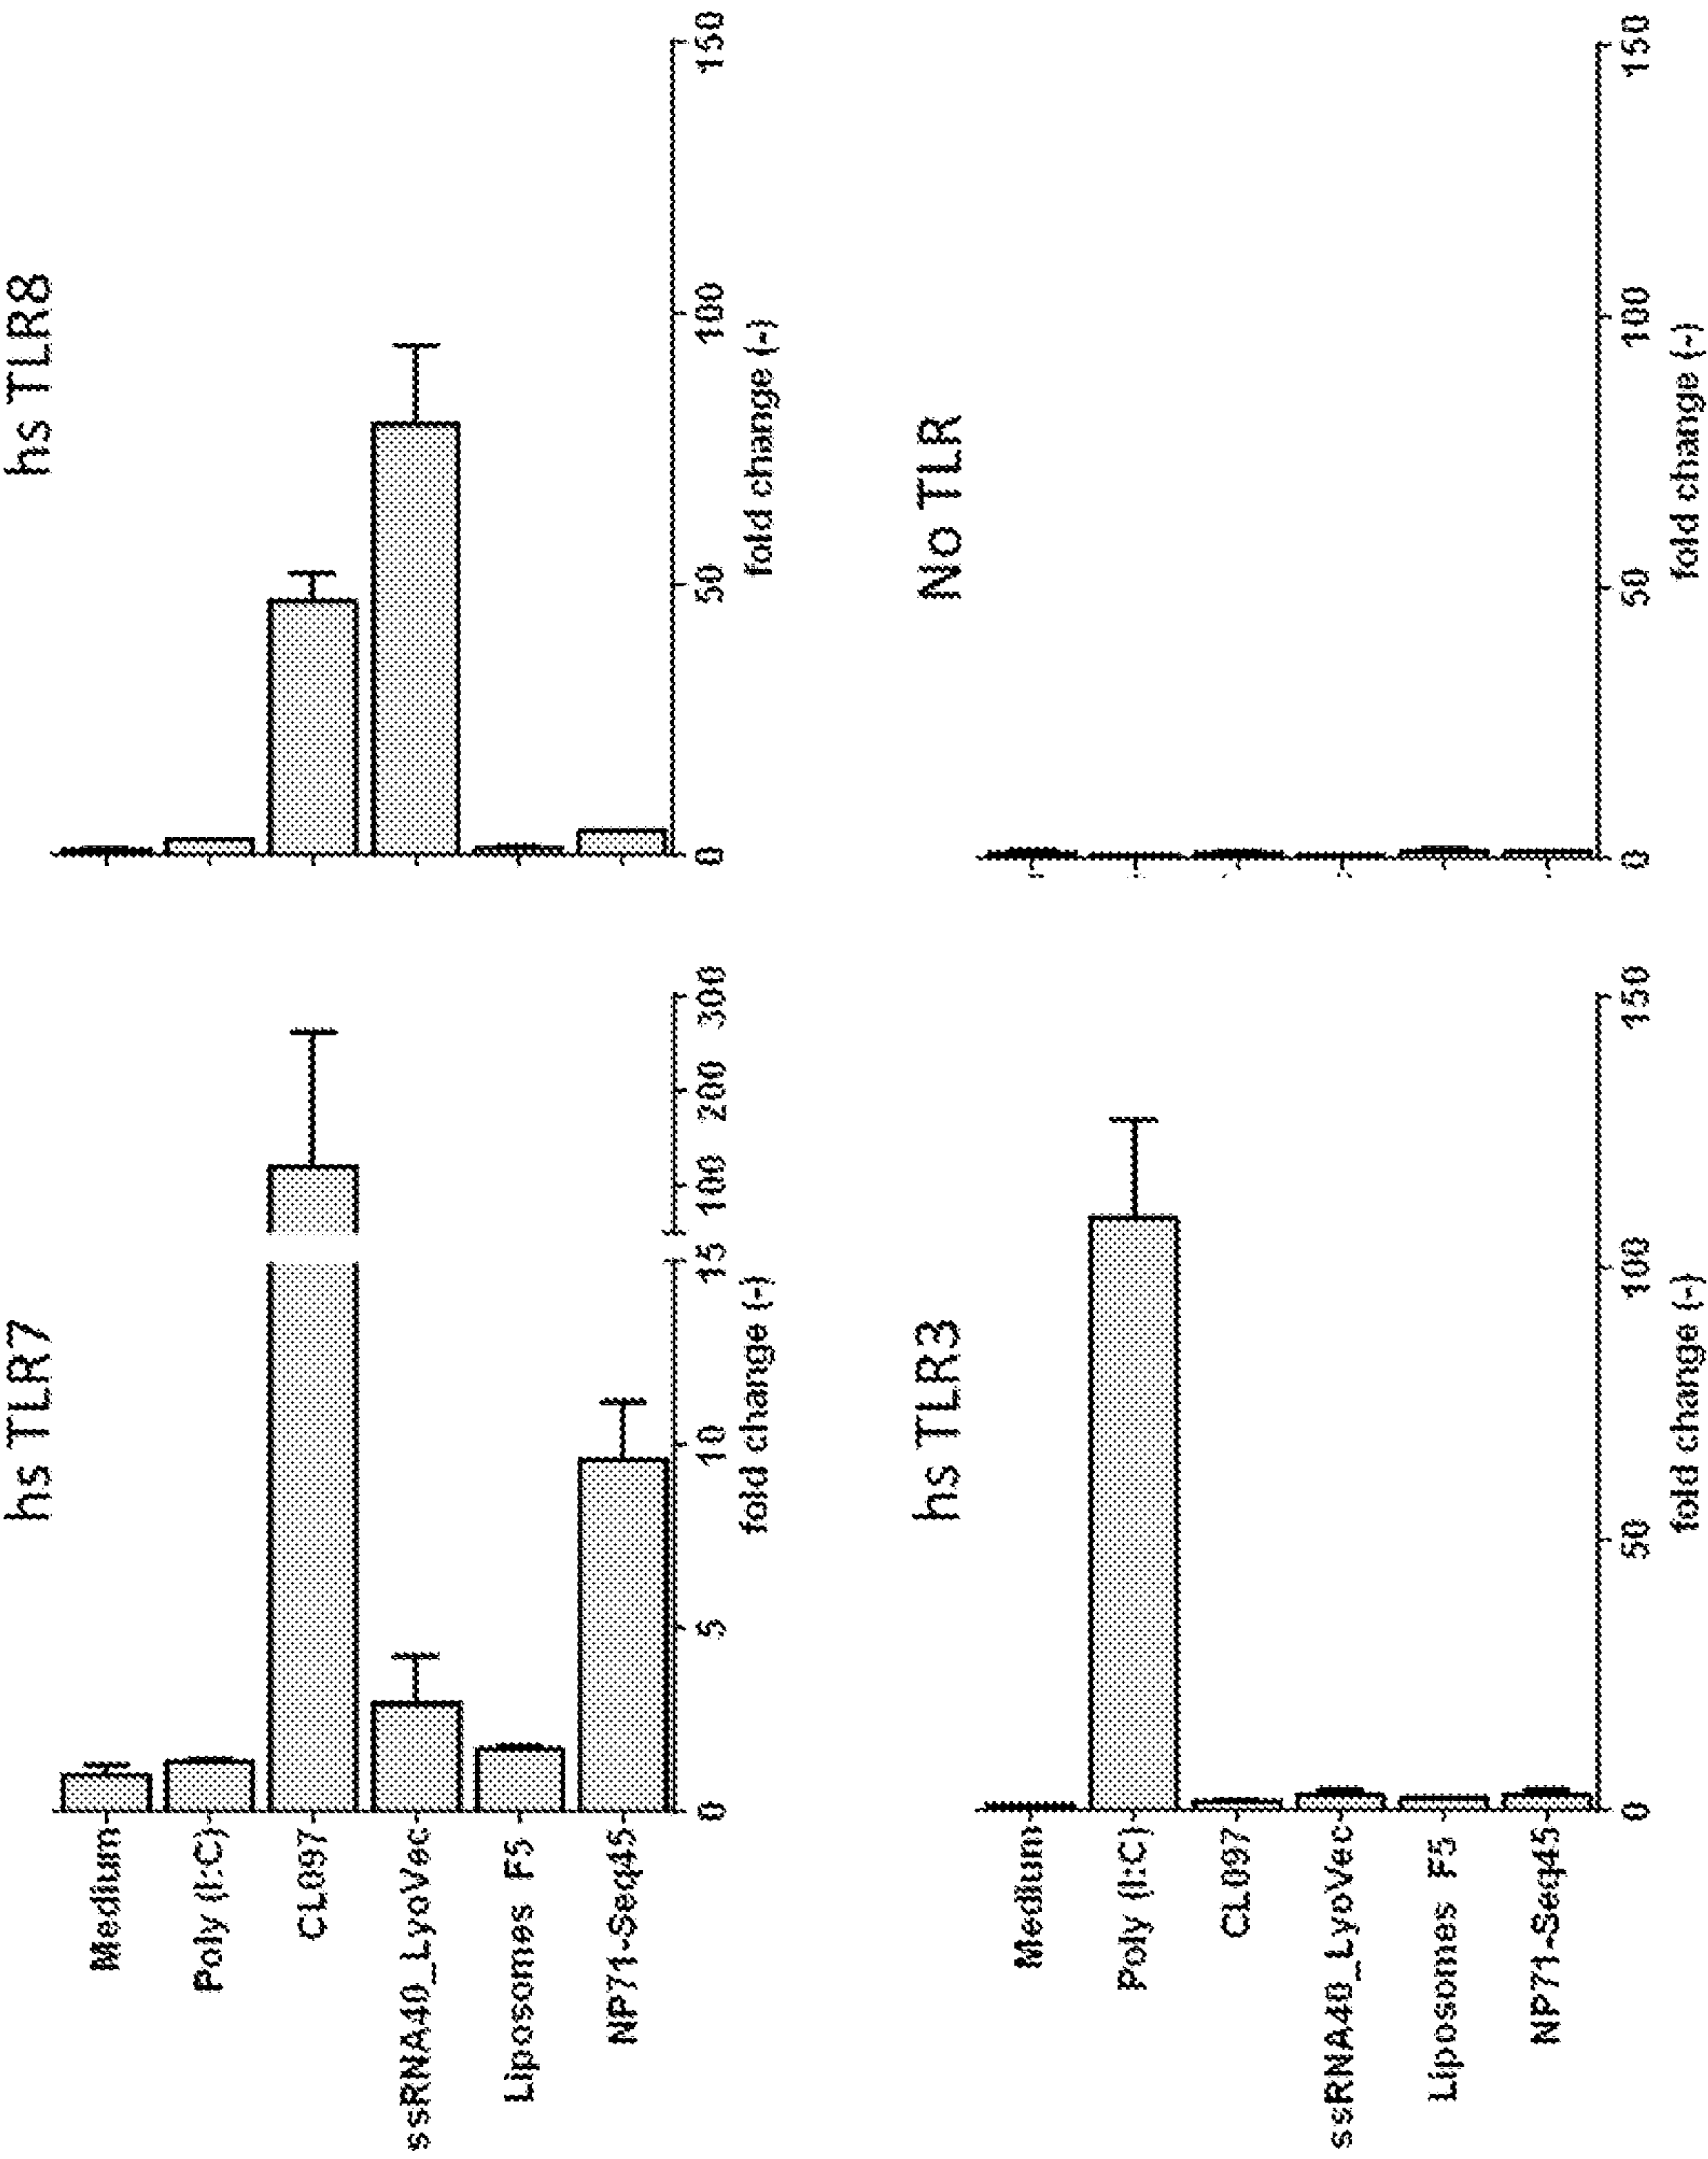 hs TLR7
Medium
Poly (I:C)
CL097
ssRNA40_LyoVec
Liposomes F5
NP71-Seq45
0 5 10 15 100 200 300
fold change (-)
hs TLR8
0 50 100 150
fold change (-)
hs TLR3
Medium
Poly (I:C)
CL097
ssRNA40_LyoVec
Liposomes F5
NP71-Seq45
0 50 100 150
fold change (-)
No TLR
0 50 100 150
fold change (-)